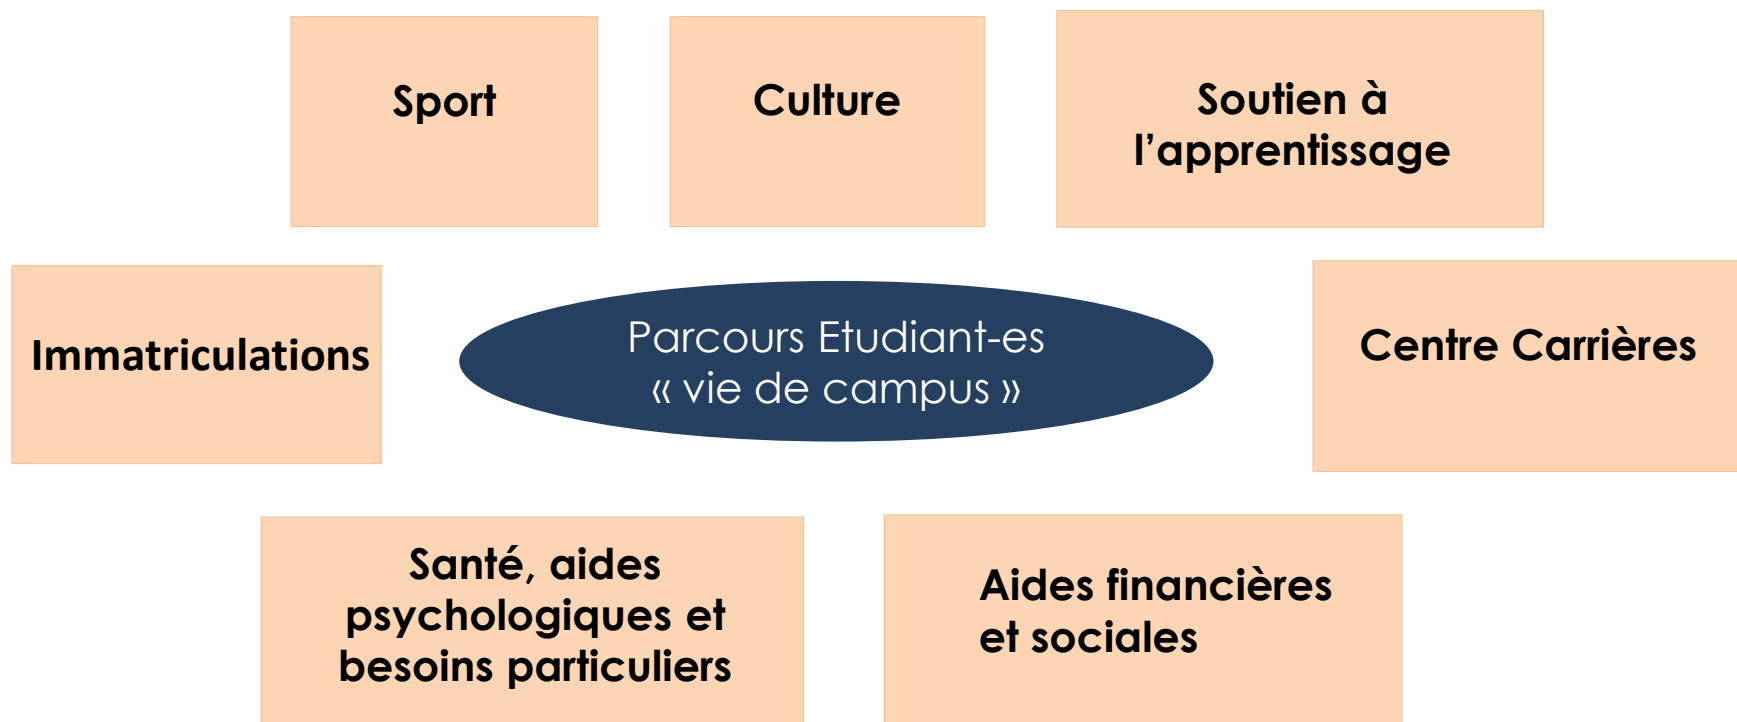 Sport
Culture
Soutien à
l’apprentissage
Immatriculations
Parcours Etudiant-es
« vie de campus »
Centre Carrières
Santé, aides
psychologiques et
besoins particuliers
Aides financières
et sociales